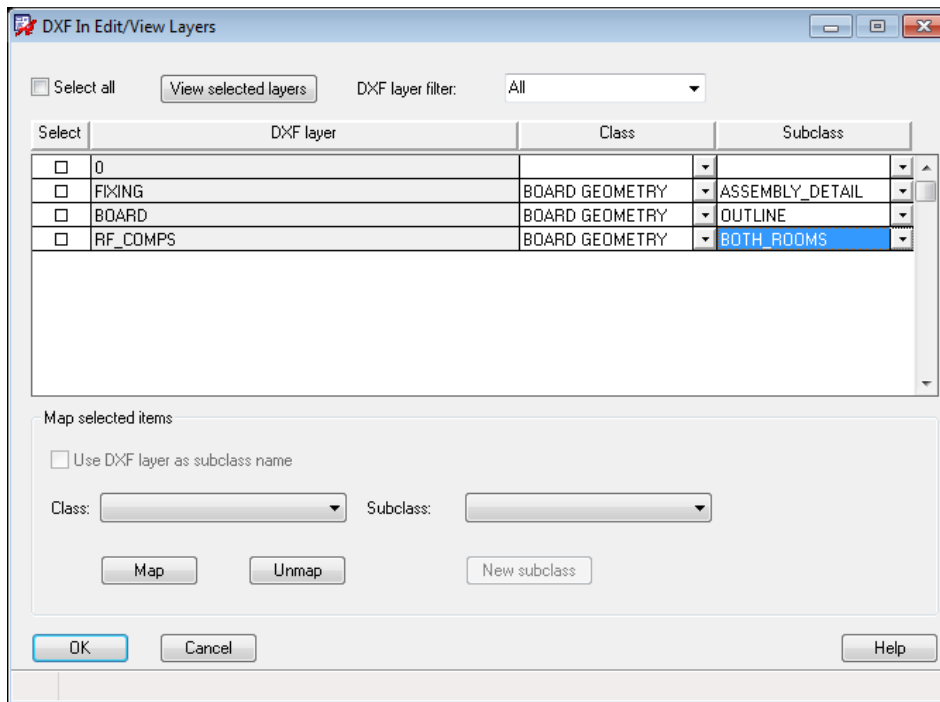 DXF In Edit/View Layers
Select all View selected layers DXF layer filter: All
Select DXF layer Class Subclass
0
FIXING BOARD GEOMETRY ASSEMBLY_DETAIL
BOARD BOARD GEOMETRY OUTLINE
RF_COMPS BOARD GEOMETRY BOTH_ROOMS
Map selected items
Use DXF layer as subclass name
Class: Subclass:
Map Unmap New subclass
OK Cancel Help